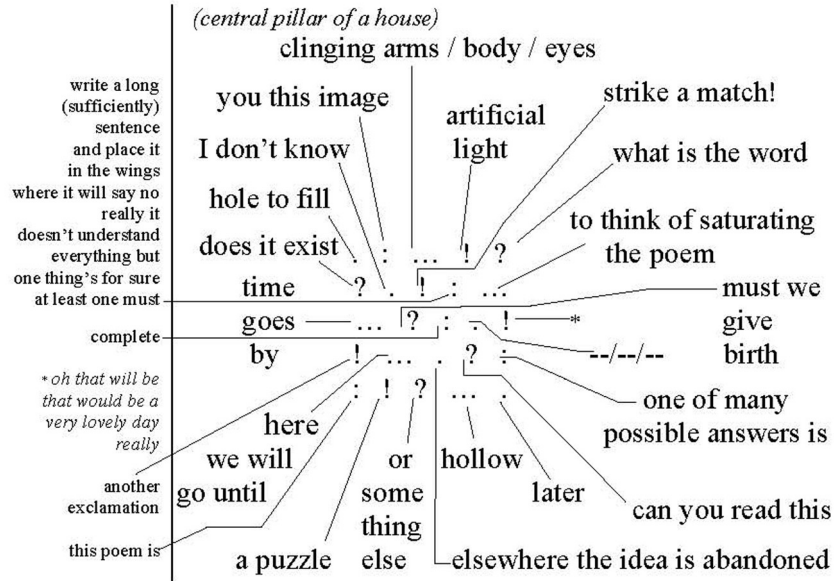 (central pillar of a house)
clinging arms / body / eyes
write a long
(sufficiently)
sentence
and place it
in the wings
where it will say no
really it
doesn't understand
everything but
one thing's for sure
at least one must
complete
* oh that will be
that would be a
very lovely day
really
another
exclamation
this poem is
you this image
I don't know
hole to fill
does it exist
artificial
light
strike a match!
what is the word
to think of saturating
the poem
. : ... ! ?
time ? . ! : ... must we
goes ... ? : . ! * give
by ! ... . ? : --/--/-- birth
: ! ? ... .
here
we will
go until
or
some
thing
else
hollow
later
one of many
possible answers is
can you read this
a puzzle
elsewhere the idea is abandoned